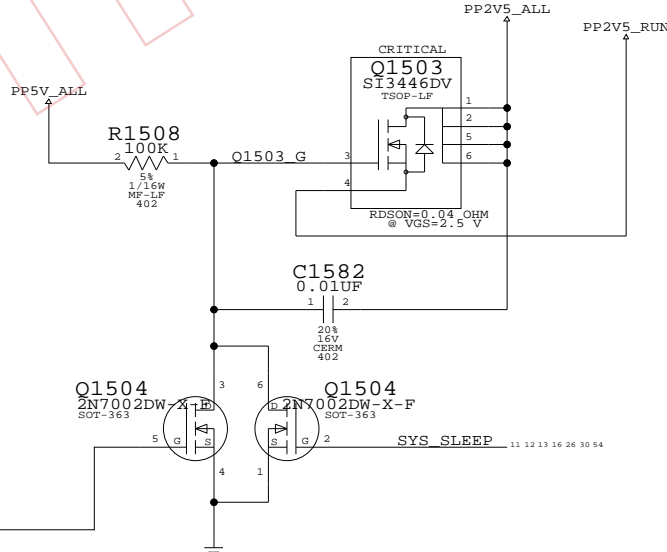 PP2V5_ALL
PP2V5_RUN
CRITICAL
Q1503
SI3446DV
TSOP-LF
PP5V_ALL
1
R1508
100K
2
2
1
Q1503_G
3
5
6
5%
1/16W
MF-LF
402
4
RDSON=0.04 OHM
@ VGS=2.5 V
C1582
0.01UF
1
2
20%
16V
CERM
402
Q1504
3
6
Q1504
2N7002DW-X-F
2N7002DW-X-F
SOT-363
D
D
SOT-363
5
G
S
S
G
2
SYS_SLEEP
11 12 13 16 26 30 54
4
1